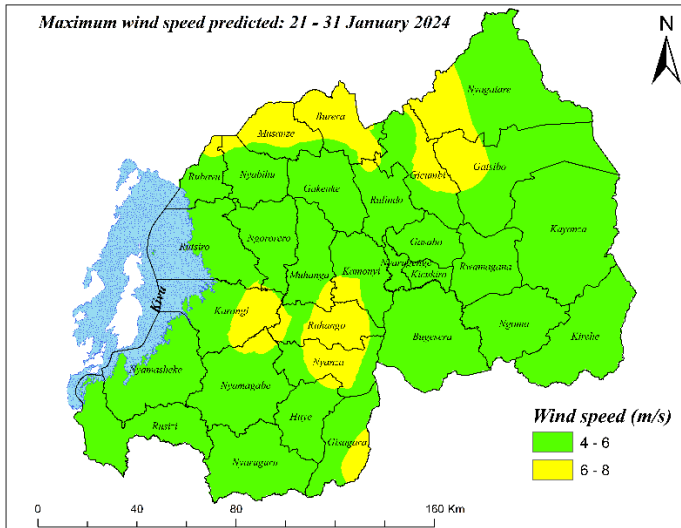 Maximum wind speed predicted: 21 - 31 January 2024
N
Nyagatare
Burera
Musanze
Gatsibo
Gicumbi
Rubavu
Nyabihu
Gakenke
Rulindo
Kayonza
Rutsiro
Ngororero
Gasabo
Nyarugenge
Kicukiro
Rwamagana
Kamonyi
Muhanga
Kivu
Karongi
Ruhango
Bugesera
Ngoma
Kirehe
Nyanza
Nyamasheke
Nyamagabe
Huye
Rusizi
Gisagara
Nyaruguru
Wind speed (m/s)
4 - 6
6 - 8
0 40 80 160 Km